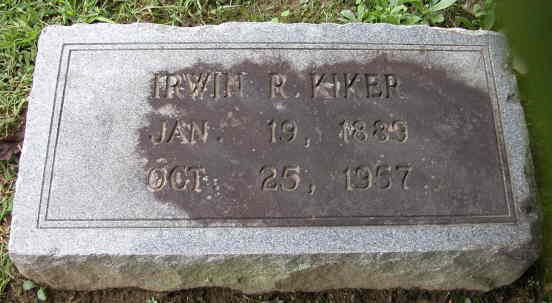 IRWIN R. KIKER
JAN. 19, 1889
OCT. 25, 1957